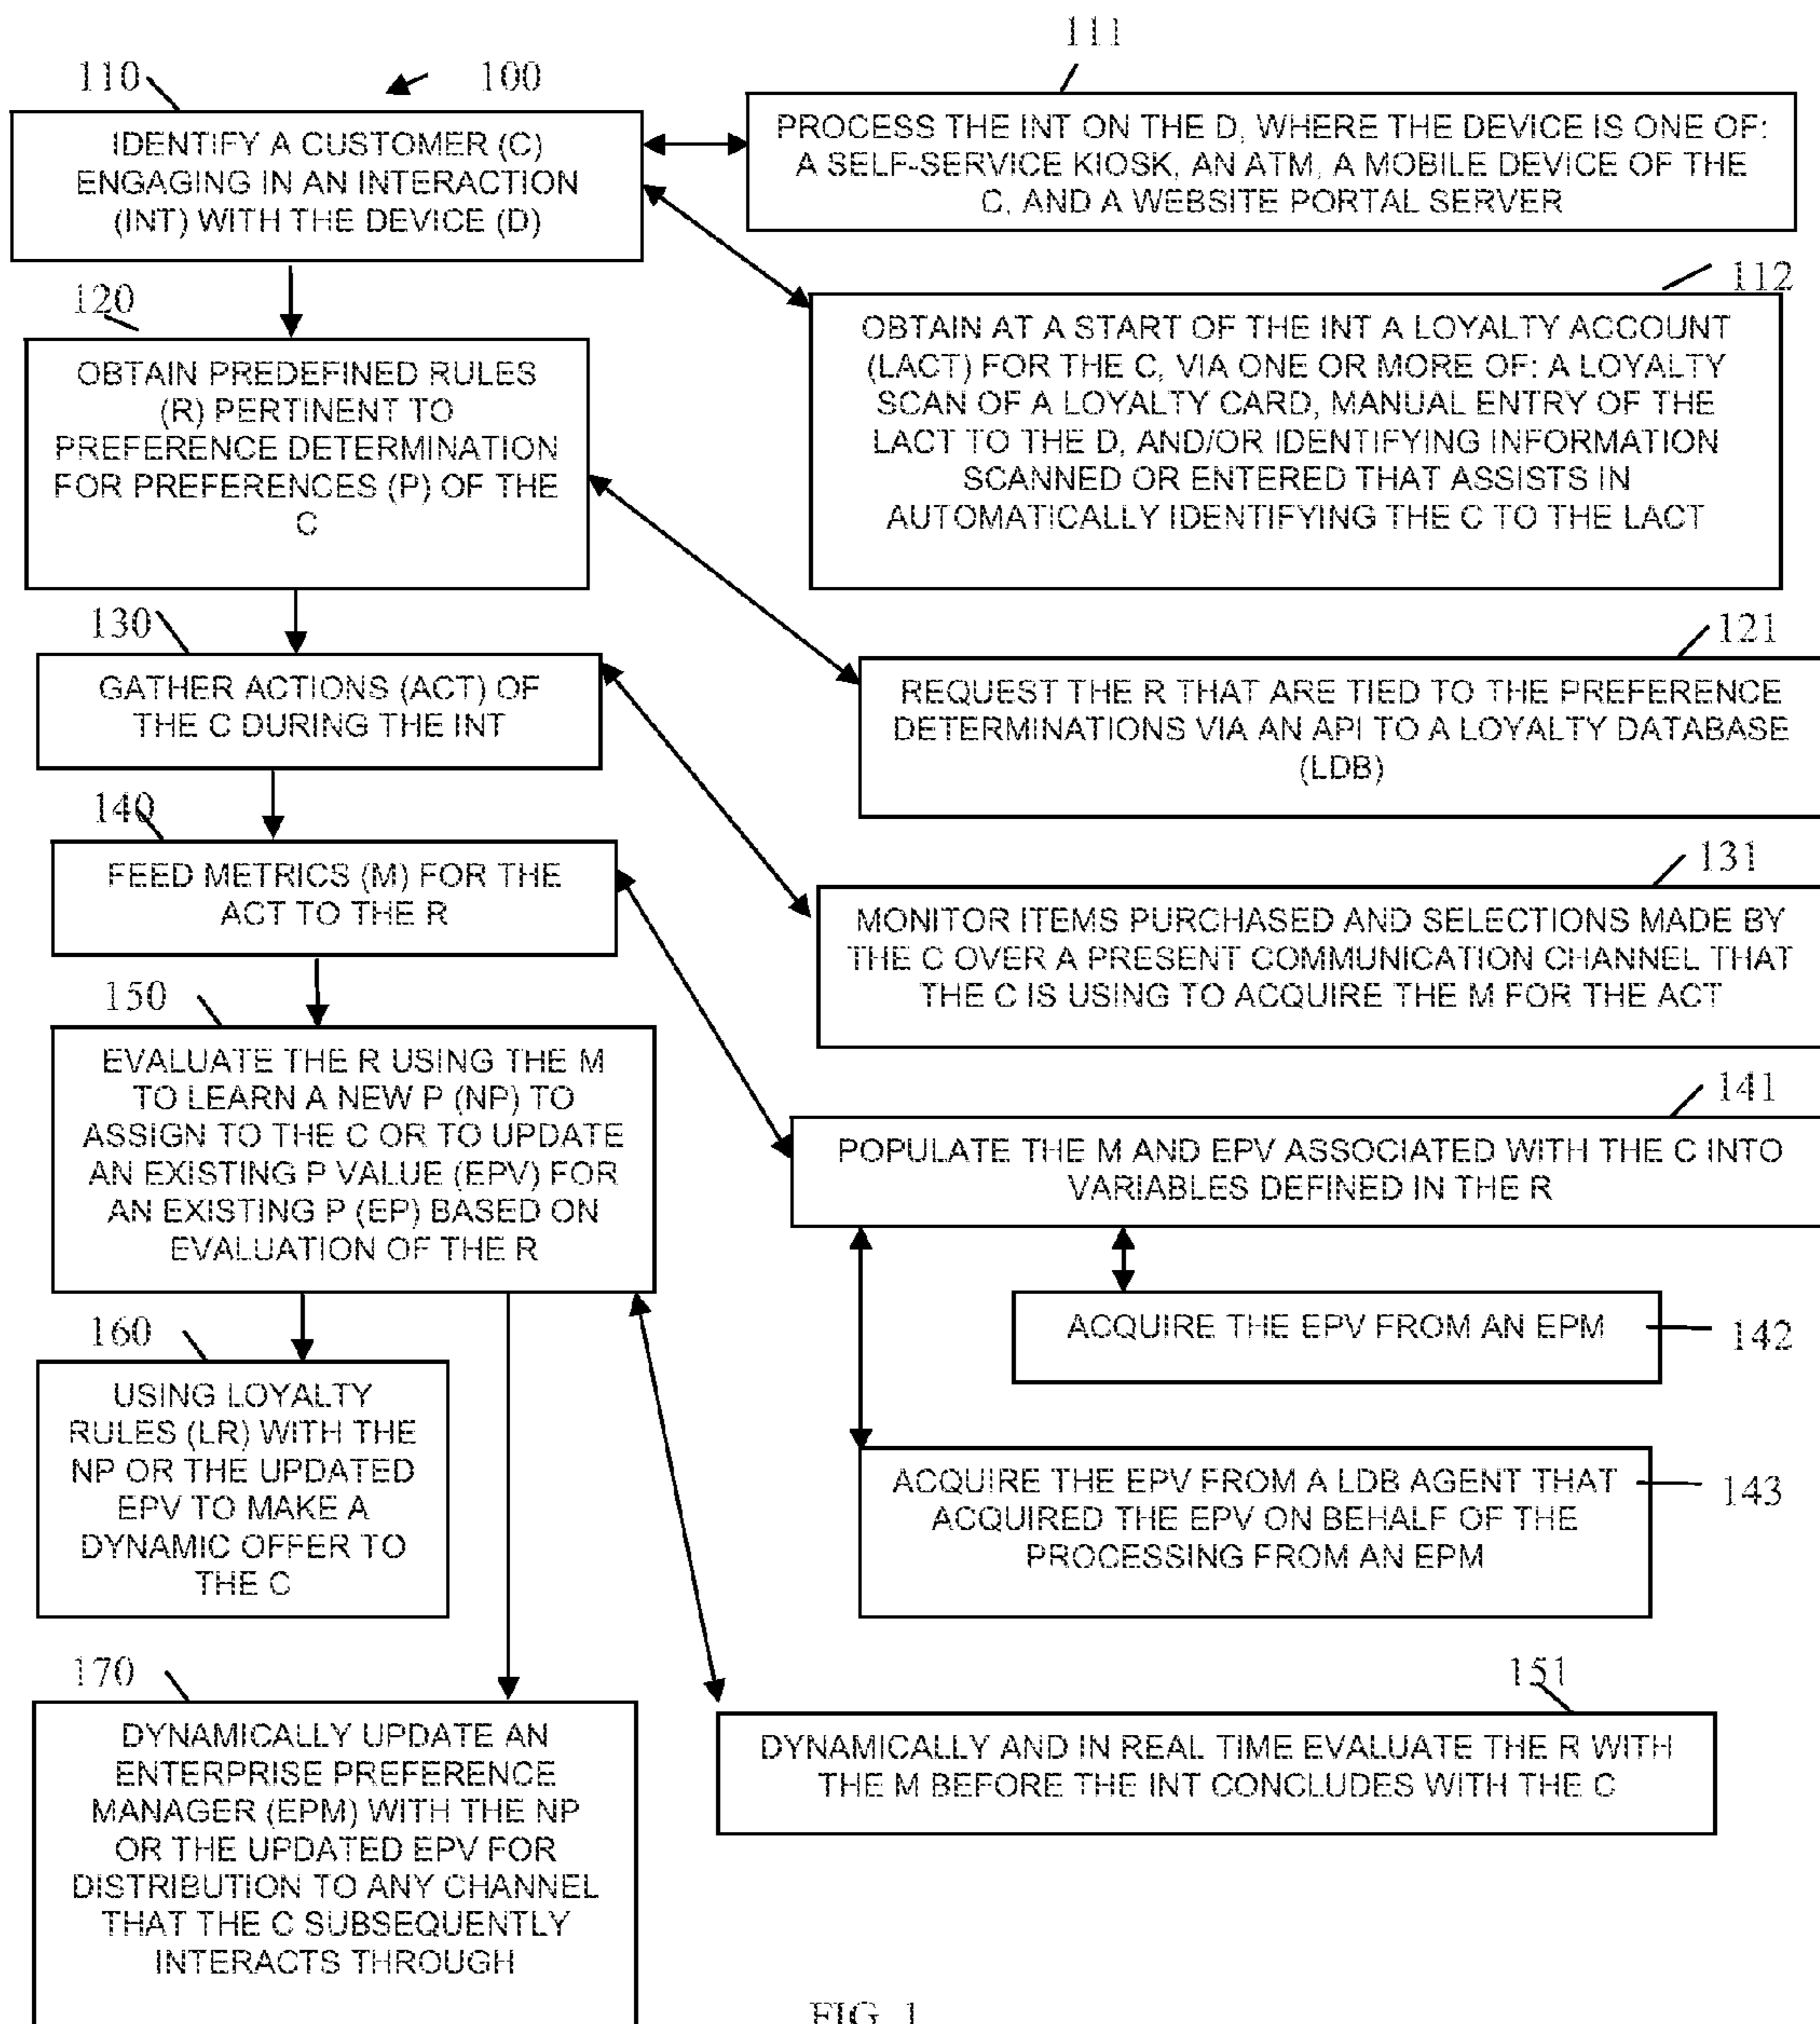 111
110
100
IDENTIFY A CUSTOMER (C)
ENGAGING IN AN INTERACTION
(INT) WITH THE DEVICE (D)
PROCESS THE INT ON THE D, WHERE THE DEVICE IS ONE OF:
A SELF-SERVICE KIOSK, AN ATM, A MOBILE DEVICE OF THE
C, AND A WEBSITE PORTAL SERVER
112
OBTAIN AT A START OF THE INT A LOYALTY ACCOUNT
(LACT) FOR THE C, VIA ONE OR MORE OF: A LOYALTY
SCAN OF A LOYALTY CARD, MANUAL ENTRY OF THE
LACT TO THE D, AND/OR IDENTIFYING INFORMATION
SCANNED OR ENTERED THAT ASSISTS IN
AUTOMATICALLY IDENTIFYING THE C TO THE LACT
120
OBTAIN PREDEFINED RULES
(R) PERTINENT TO
PREFERENCE DETERMINATION
FOR PREFERENCES (P) OF THE
C
121
REQUEST THE R THAT ARE TIED TO THE PREFERENCE
DETERMINATIONS VIA AN API TO A LOYALTY DATABASE
(LDB)
130
GATHER ACTIONS (ACT) OF
THE C DURING THE INT
131
MONITOR ITEMS PURCHASED AND SELECTIONS MADE BY
THE C OVER A PRESENT COMMUNICATION CHANNEL THAT
THE C IS USING TO ACQUIRE THE M FOR THE ACT
140
FEED METRICS (M) FOR THE
ACT TO THE R
141
POPULATE THE M AND EPV ASSOCIATED WITH THE C INTO
VARIABLES DEFINED IN THE R
142
ACQUIRE THE EPV FROM AN EPM
143
ACQUIRE THE EPV FROM A LDB AGENT THAT
ACQUIRED THE EPV ON BEHALF OF THE
PROCESSING FROM AN EPM
150
EVALUATE THE R USING THE M
TO LEARN A NEW P (NP) TO
ASSIGN TO THE C OR TO UPDATE
AN EXISTING P VALUE (EPV) FOR
AN EXISTING P (EP) BASED ON
EVALUATION OF THE R
151
DYNAMICALLY AND IN REAL TIME EVALUATE THE R WITH
THE M BEFORE THE INT CONCLUDES WITH THE C
160
USING LOYALTY
RULES (LR) WITH THE
NP OR THE UPDATED
EPV TO MAKE A
DYNAMIC OFFER TO
THE C
170
DYNAMICALLY UPDATE AN
ENTERPRISE PREFERENCE
MANAGER (EPM) WITH THE NP
OR THE UPDATED EPV FOR
DISTRIBUTION TO ANY CHANNEL
THAT THE C SUBSEQUENTLY
INTERACTS THROUGH
FIG. 1